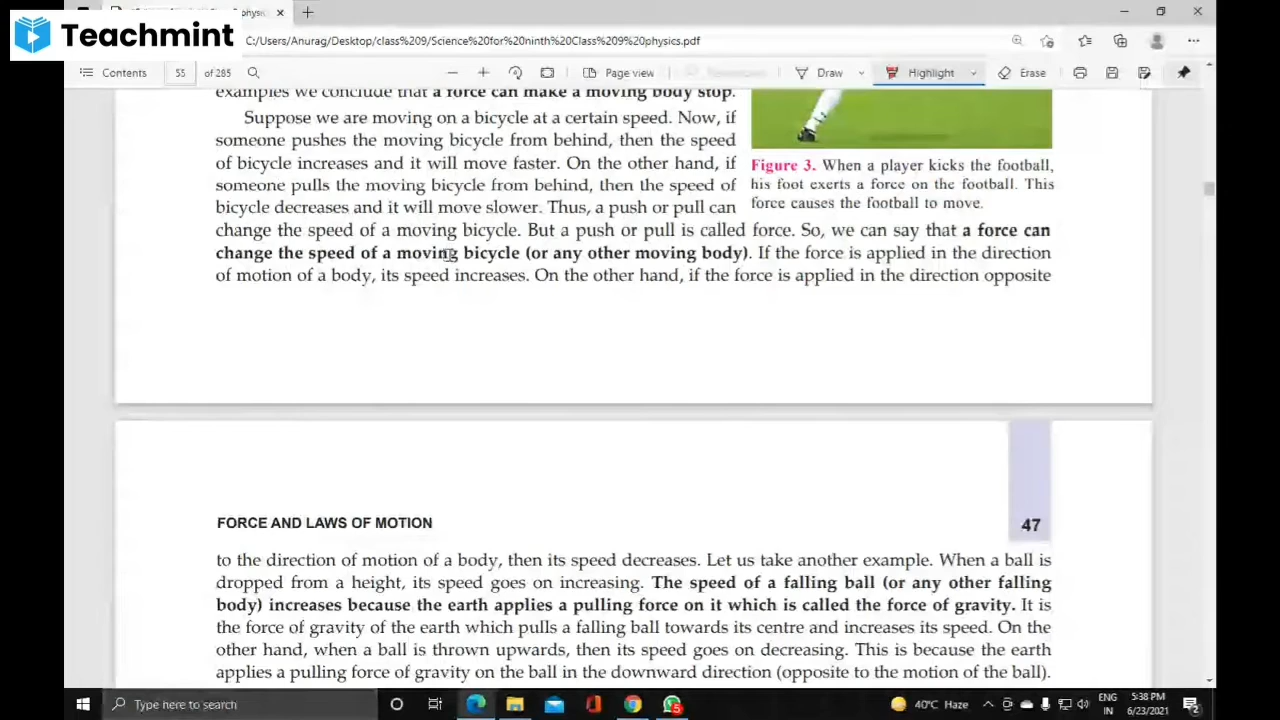 Teachmint
C:/Users/Anurag/Desktop/class%209/Science%20for%20ninth%20Class%209%20physics.pdf
Contents 55 of 285 Page view Draw Highlight Erase
examples we conclude that a force can make a moving body stop.
Suppose we are moving on a bicycle at a certain speed. Now, if
someone pushes the moving bicycle from behind, then the speed
of bicycle increases and it will move faster. On the other hand, if
someone pulls the moving bicycle from behind, then the speed of
bicycle decreases and it will move slower. Thus, a push or pull can
change the speed of a moving bicycle. But a push or pull is called force. So, we can say that a force can
change the speed of a moving bicycle (or any other moving body). If the force is applied in the direction
of motion of a body, its speed increases. On the other hand, if the force is applied in the direction opposite
Figure 3. When a player kicks the football,
his foot exerts a force on the football. This
force causes the football to move.
47
FORCE AND LAWS OF MOTION
to the direction of motion of a body, then its speed decreases. Let us take another example. When a ball is
dropped from a height, its speed goes on increasing. The speed of a falling ball (or any other falling
body) increases because the earth applies a pulling force on it which is called the force of gravity. It is
the force of gravity of the earth which pulls a falling ball towards its centre and increases its speed. On the
other hand, when a ball is thrown upwards, then its speed goes on decreasing. This is because the earth
applies a pulling force of gravity on the ball in the downward direction (opposite to the motion of the ball).
Type here to search
5
40°C Haze
ENG
IN
5:38 PM
6/23/2021
2